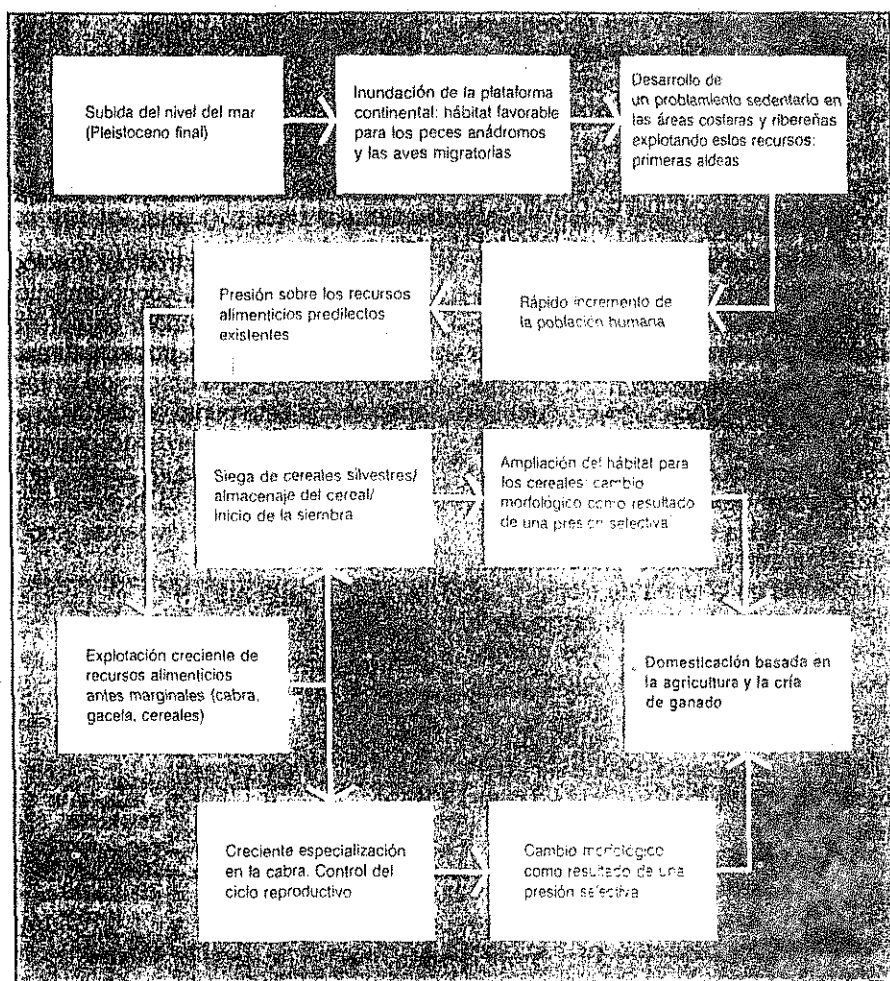 Subida del nivel del mar
(Pleistoceno final)
Inundación de la plataforma
continental: hábitat favorable
para los peces anádromos
y las aves migratorias
Desarrollo de
un problamiento sedentario en
las áreas costeras y ribereñas
explotando estos recursos:
primeras aldeas
Rápido incremento de
la población humana
Presión sobre los recursos
alimenticios predilectos
existentes
Explotación creciente de
recursos alimenticios
antes marginales (cabra,
gacela, cereales)
Siega de cereales silvestres/
almacenaje del cereal/
Inicio de la siembra
Ampliación del hábitat para
los cereales: cambio
morfológico como resultado
de una presión selectiva
Creciente especialización
en la cabra. Control del
ciclo reproductivo
Cambio morfológico
como resultado de una
presión selectiva
Domesticación basada en
la agricultura y la cría
de ganado